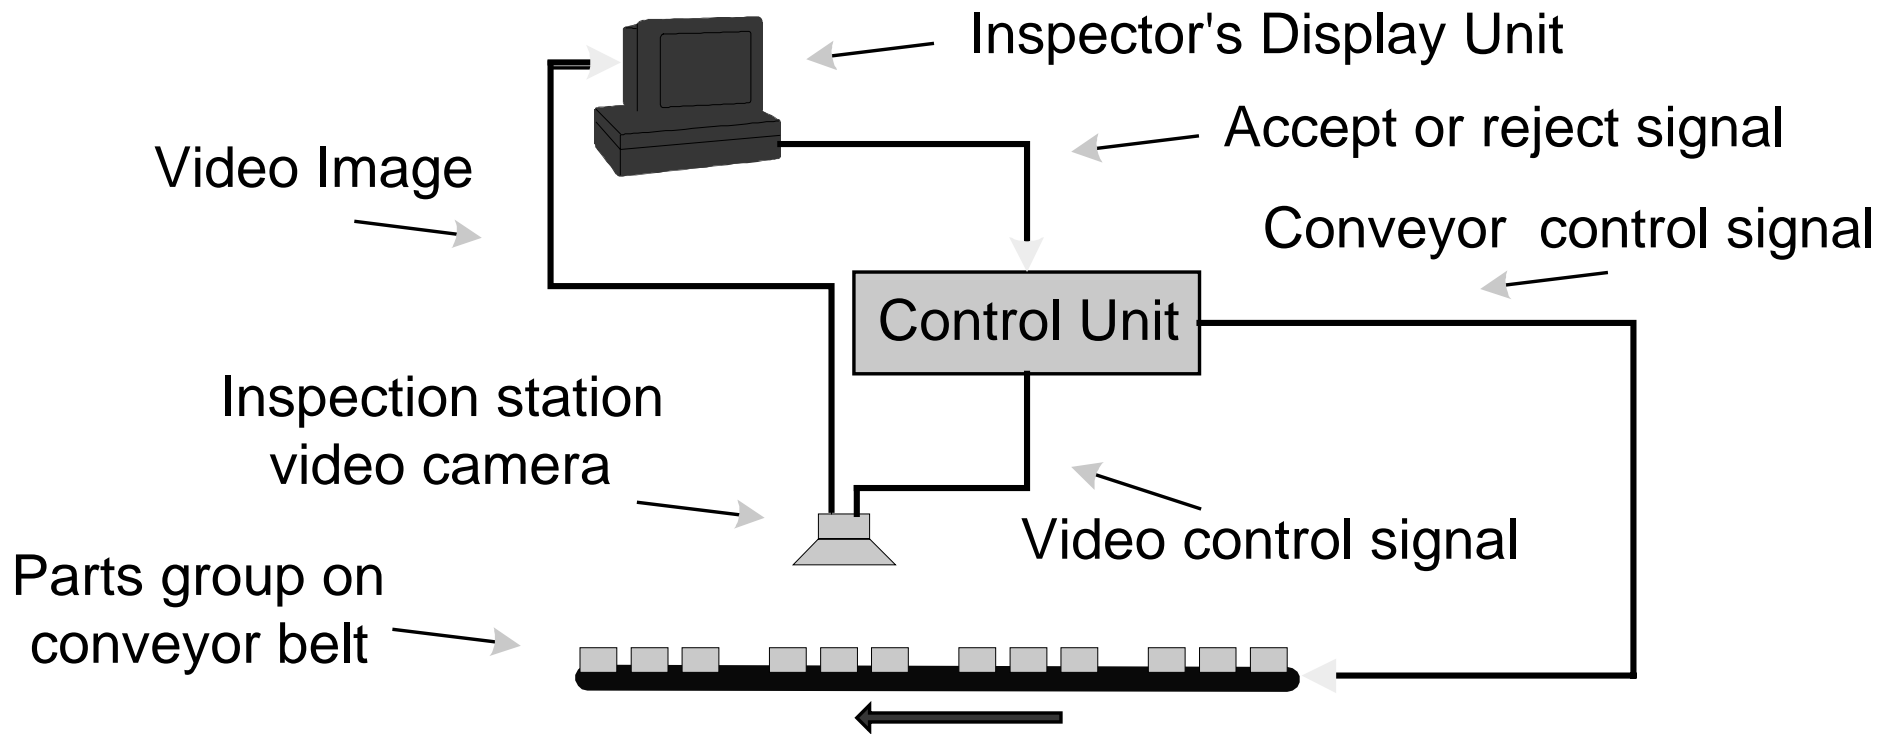 Inspector's Display Unit
Accept or reject signal
Video Image
Conveyor  control signal
Control Unit
Inspection station
video camera
Video control signal
Parts group on
conveyor belt